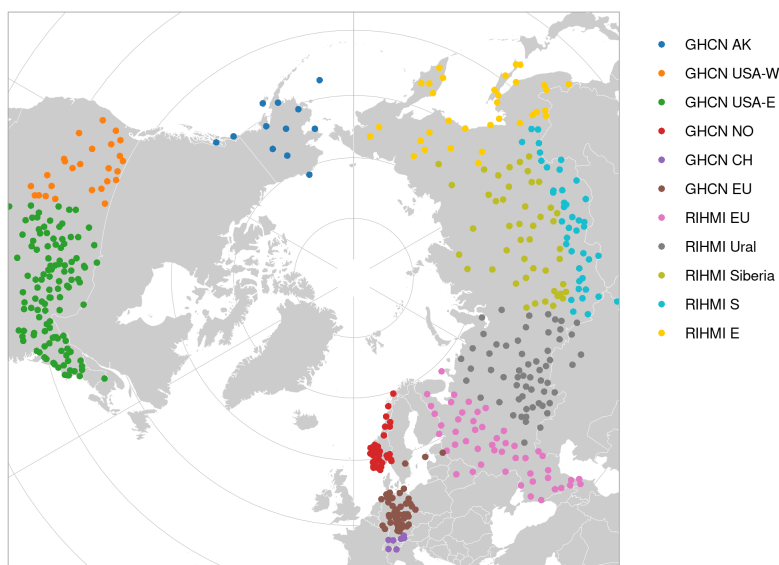 GHCN AK
GHCN USA-W
GHCN USA-E
GHCN NO
GHCN CH
GHCN EU
RIHMI EU
RIHMI Ural
RIHMI Siberia
RIHMI S
RIHMI E